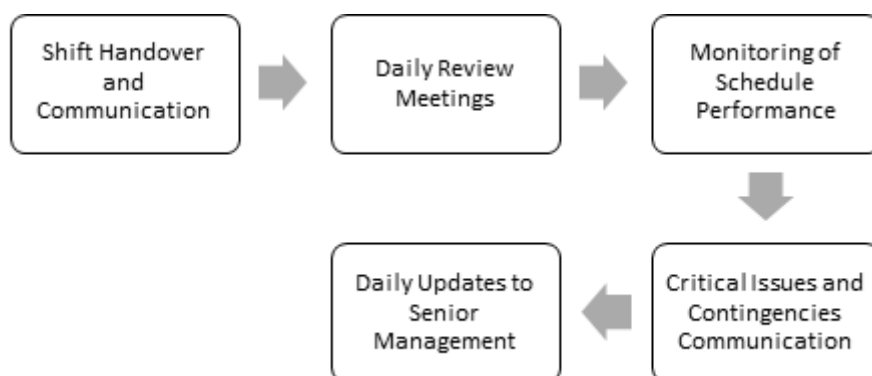 Shift Handover
and
Communication
Daily Review
Meetings
Monitoring of
Schedule
Performance
Critical Issues and
Contingencies
Communication
Daily Updates to
Senior
Management